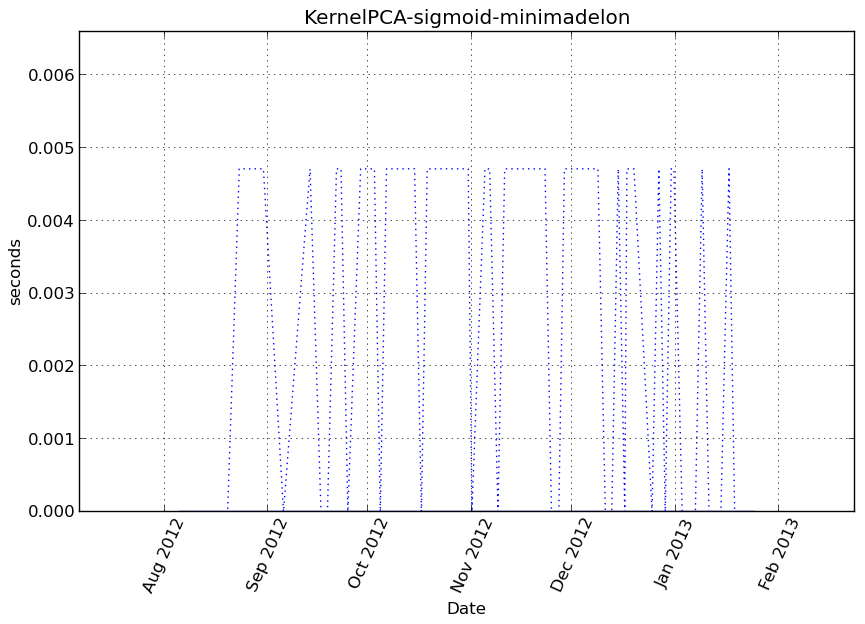 KernelPCA-sigmoid-minimadelon
0.006
0.005
0.004
0.003
0.002
0.001
0.000
seconds
Aug 2012
Sep 2012
Oct 2012
Nov 2012
Dec 2012
Jan 2013
Feb 2013
Date